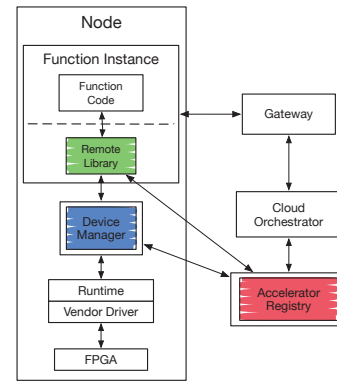 Node
Function Instance
Function
Code
Remote
Library
Device
Manager
Runtime
Vendor Driver
FPGA
Gateway
Cloud
Orchestrator
Accelerator
Registry